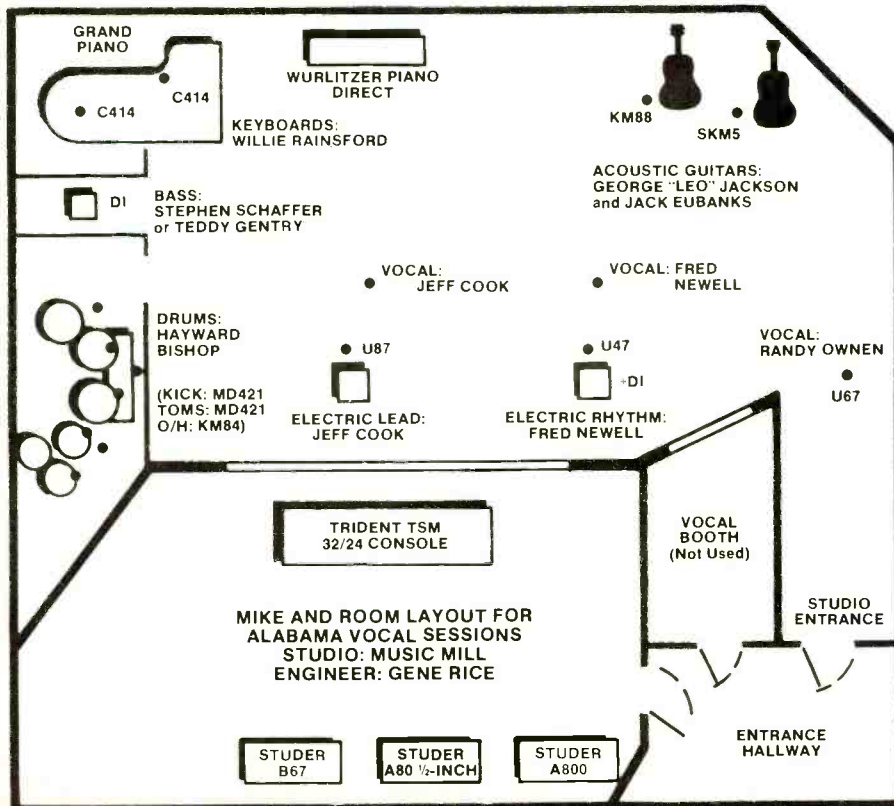 GRAND
PIANO
C414
C414
WURLITZER PIANO
DIRECT
KEYBOARDS:
WILLIE RAINSFORD
KM88
SKM5
ACOUSTIC GUITARS:
GEORGE "LEO" JACKSON
and JACK EUBANKS
DI
BASS:
STEPHEN SCHAFFER
or TEDDY GENTRY
VOCAL:
JEFF COOK
VOCAL: FRED
NEWELL
DRUMS:
HAYWARD
BISHOP
(KICK: MD421
TOMS: MD421
O/H: KM84)
U87
ELECTRIC LEAD:
JEFF COOK
U47
+DI
ELECTRIC RHYTHM:
FRED NEWELL
VOCAL:
RANDY OWNEN
U67
TRIDENT TSM
32/24 CONSOLE
VOCAL
BOOTH
(Not Used)
STUDIO
ENTRANCE
MIKE AND ROOM LAYOUT FOR
ALABAMA VOCAL SESSIONS
STUDIO: MUSIC MILL
ENGINEER: GENE RICE
ENTRANCE
HALLWAY
STUDER
B67
STUDER
A80 ½-INCH
STUDER
A800